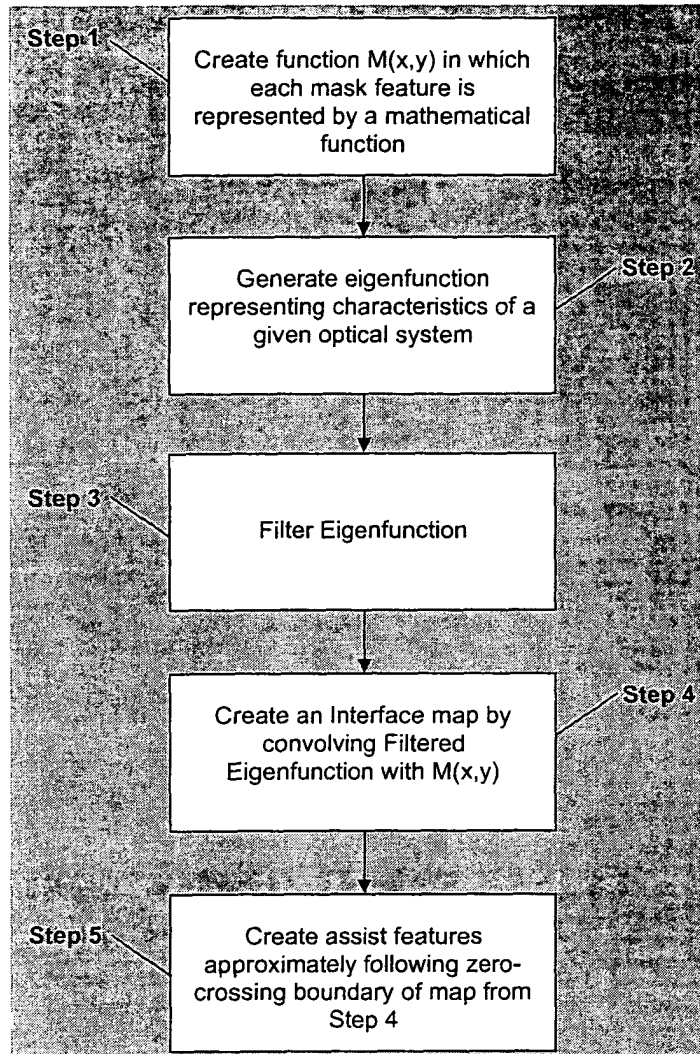 Step 1
Create function M(x,y) in which
each mask feature is
represented by a mathematical
function
Generate eigenfunction
representing characteristics of a
given optical system
Step 2
Step 3
Filter Eigenfunction
Step 4
Create an Interface map by
convolving Filtered
Eigenfunction with M(x,y)
Step 5
Create assist features
approximately following zero-
crossing boundary of map from
Step 4